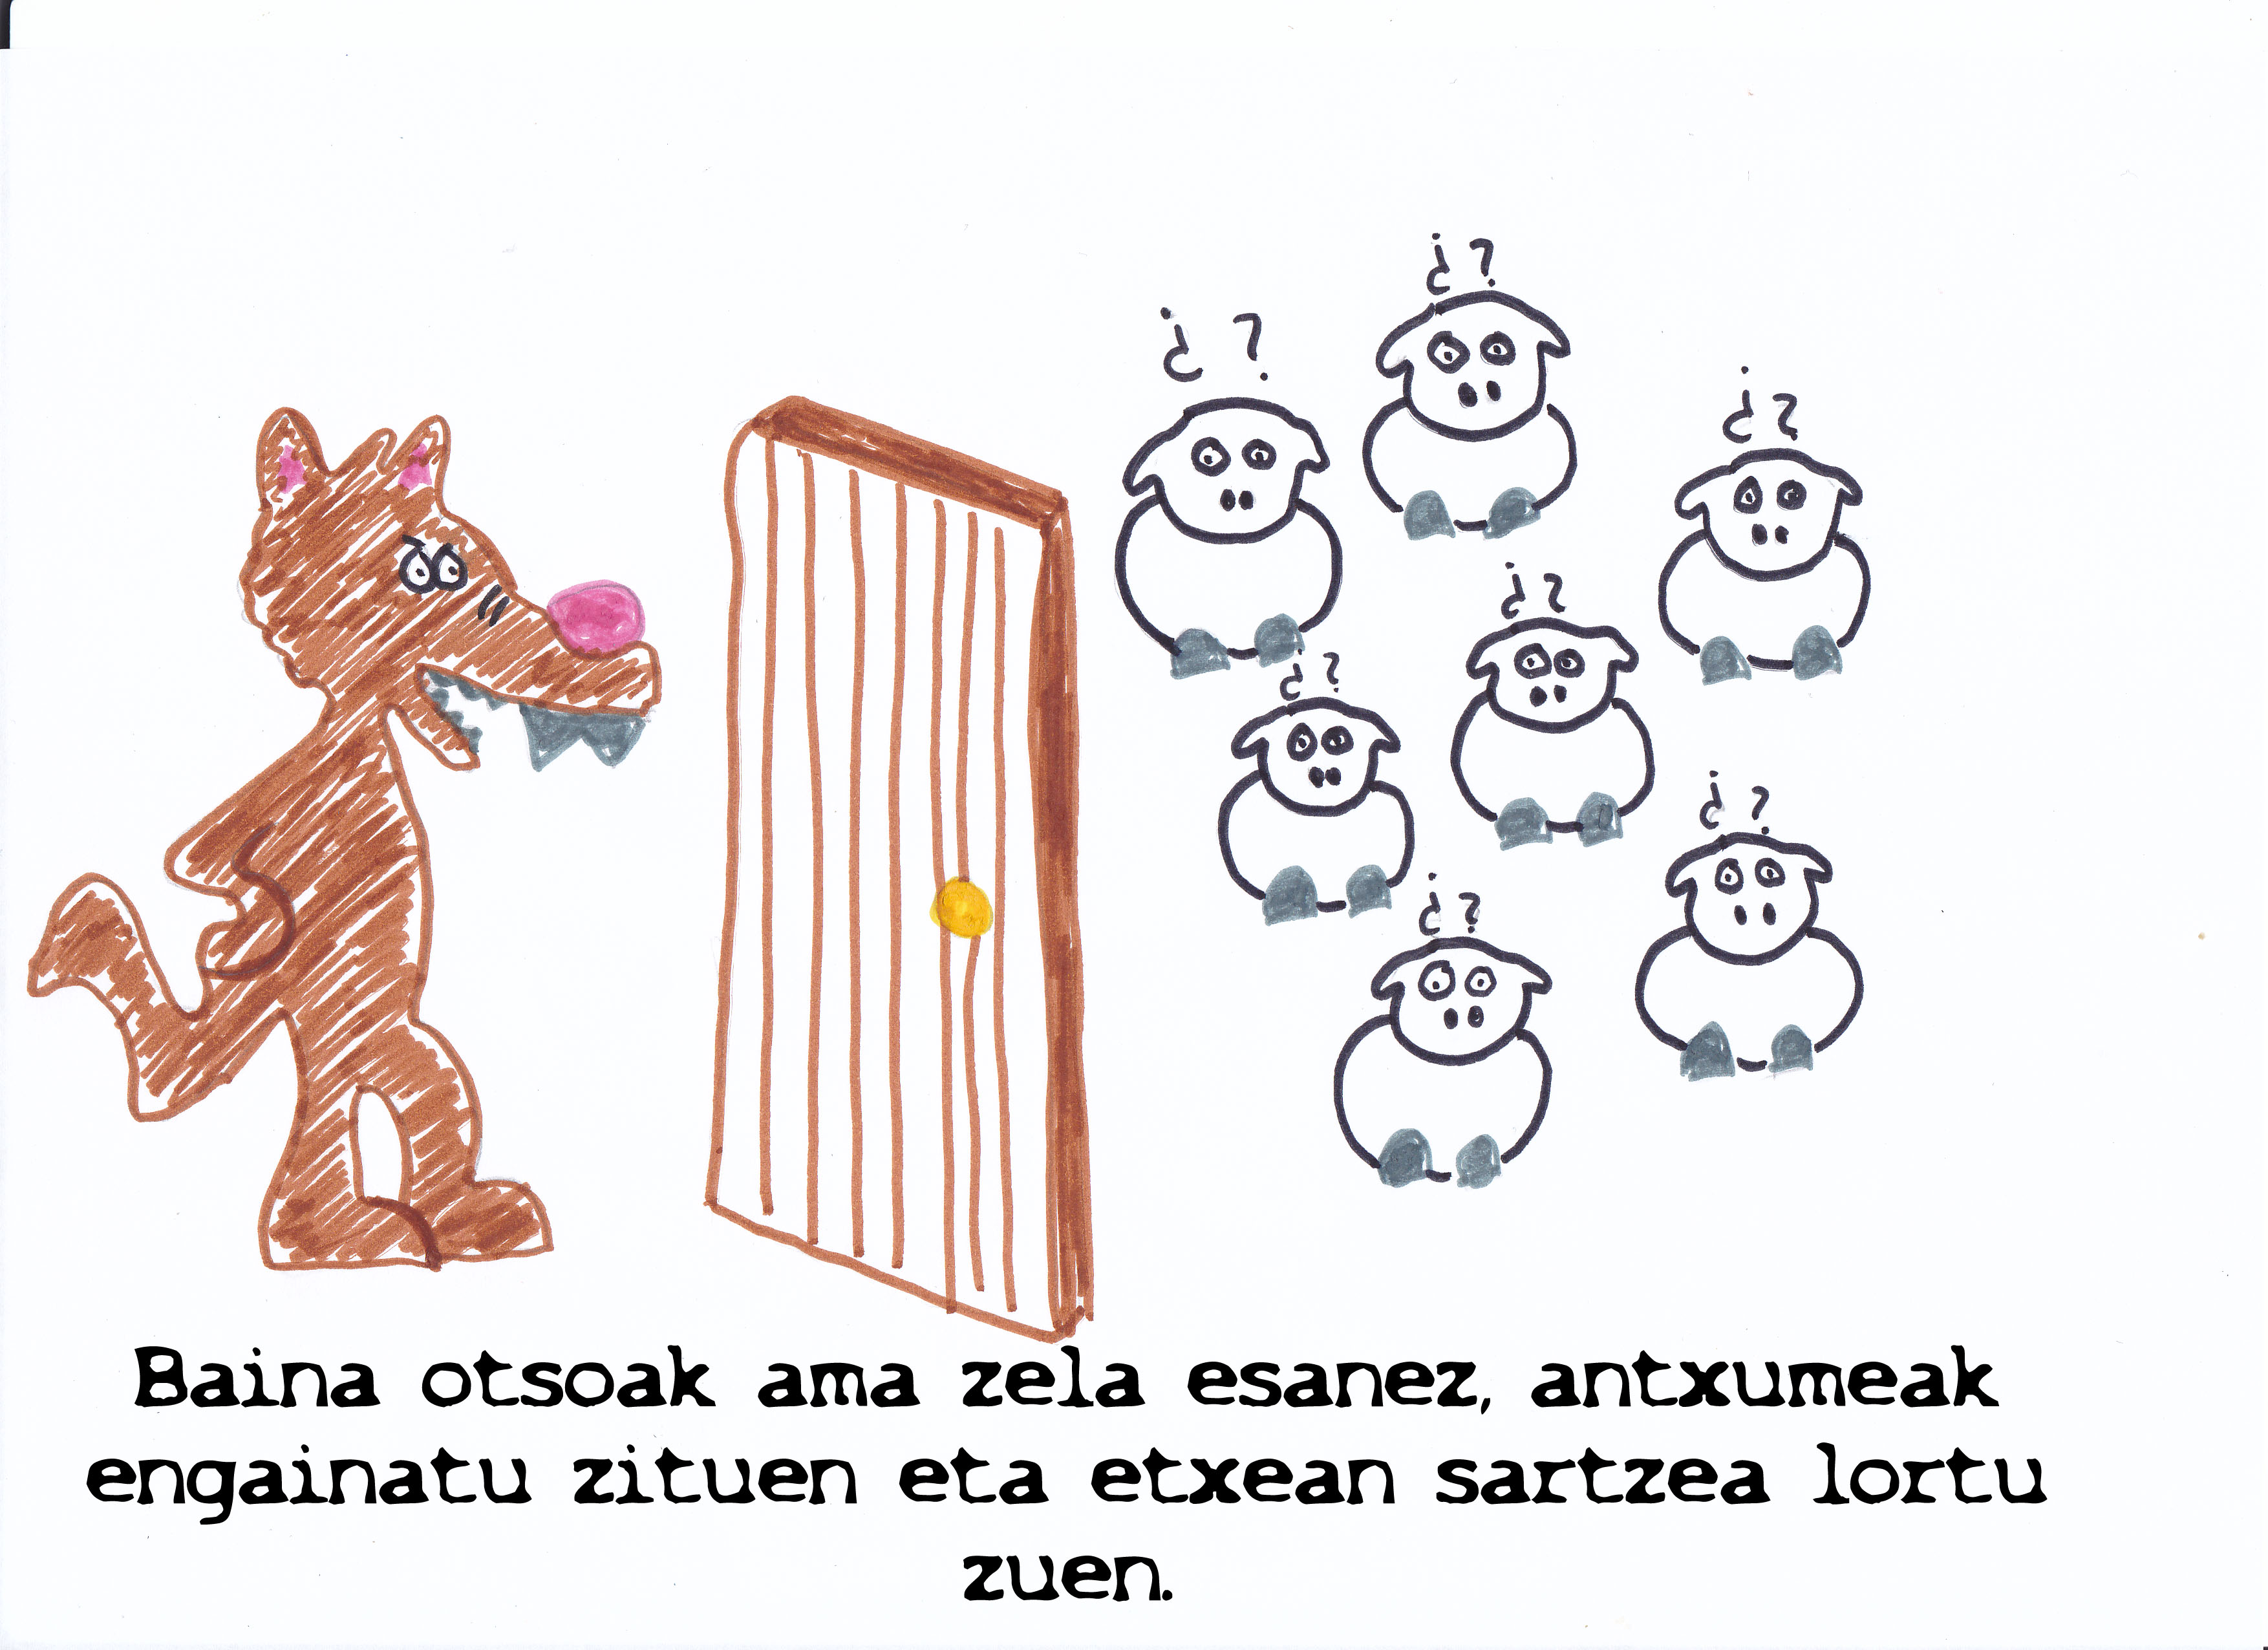 ¿?
¿?
¿?
¿?
¿?
¿?
¿?
Baina otsoak ama zela esanez, antxumeak
engainatu zituen eta etxean sartzea lortu
zuen.